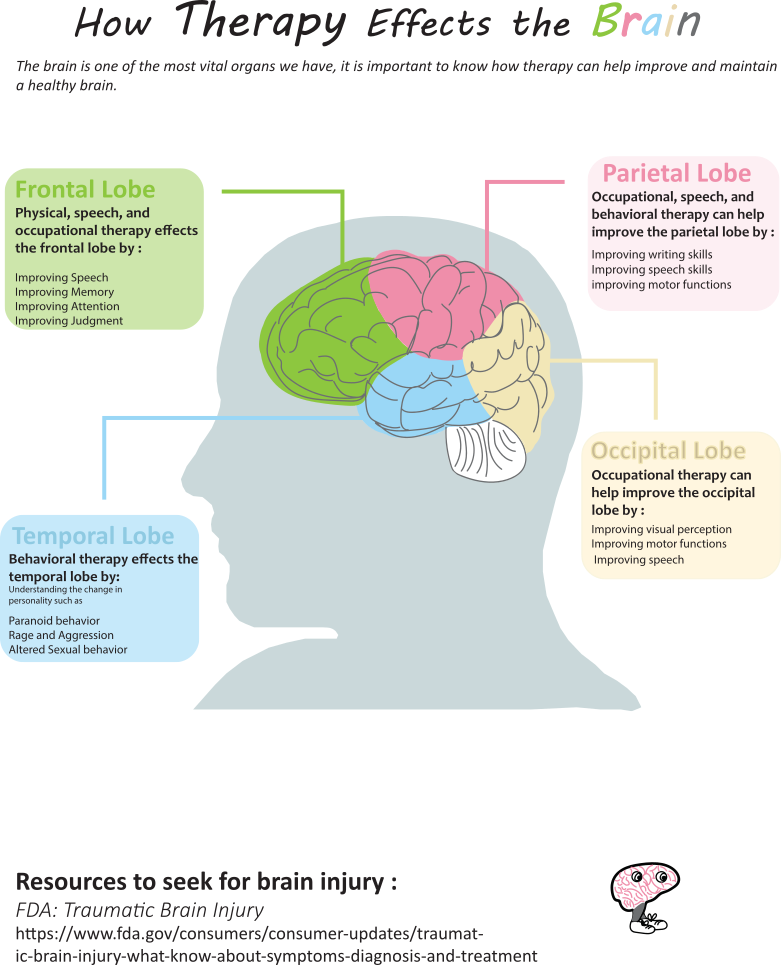 How Therapy Effects the Brain
The brain is one of the most vital organs we have, it is important to know how therapy can help improve and maintain
a healthy brain.
Frontal Lobe
Physical, speech, and
occupational therapy effects
the frontal lobe by :
Improving Speech
Improving Memory
Improving Attention
Improving Judgment
Parietal Lobe
Occupational, speech, and
behavioral therapy can help
improve the parietal lobe by :
Improving writing skills
Improving speech skills
improving motor functions
Temporal Lobe
Behavioral therapy effects the
temporal lobe by:
Understanding the change in
personality such as
Paranoid behavior
Rage and Aggression
Altered Sexual behavior
Occipital Lobe
Occupational therapy can
help improve the occipital
lobe by :
Improving visual perception
Improving motor functions
Improving speech
Resources to seek for brain injury :
FDA: Traumatic Brain Injury
https://www.fda.gov/consumers/consumer-updates/traumat-
ic-brain-injury-what-know-about-symptoms-diagnosis-and-treatment